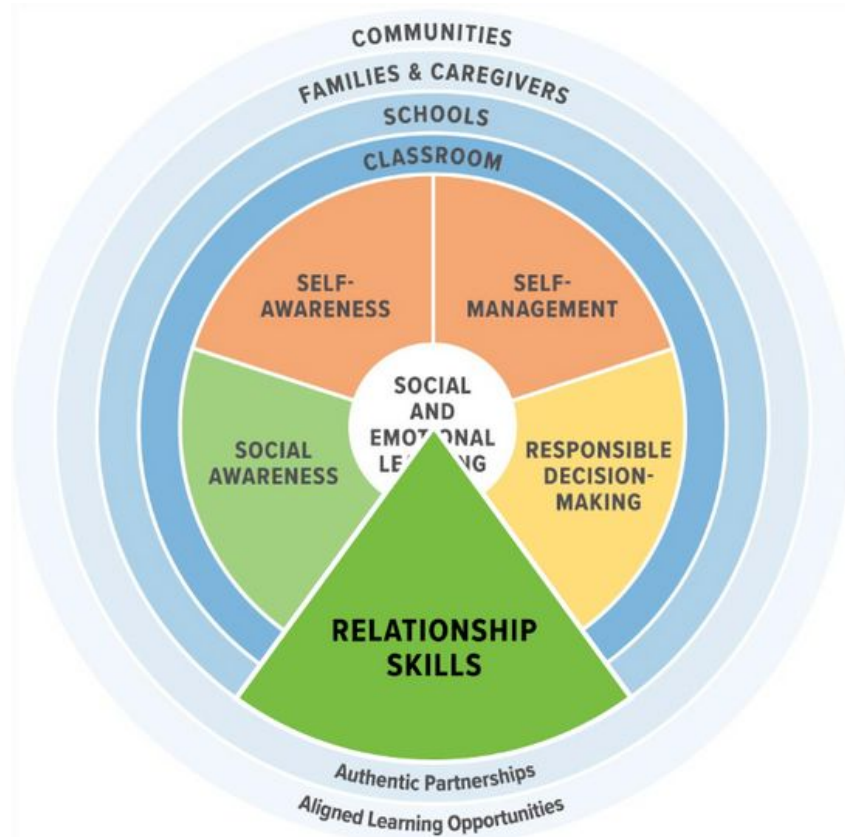 COMMUNITIES
FAMILIES & CAREGIVERS
SCHOOLS
CLASSROOM
SELF-
AWARENESS
SELF-
MANAGEMENT
SOCIAL
AND
EMOTIONAL
SOCIAL
AWARENESS
RESPONSIBLE
DECISION-
MAKING
RELATIONSHIP
SKILLS
Authentic Partnerships
Aligned Learning Opportunities